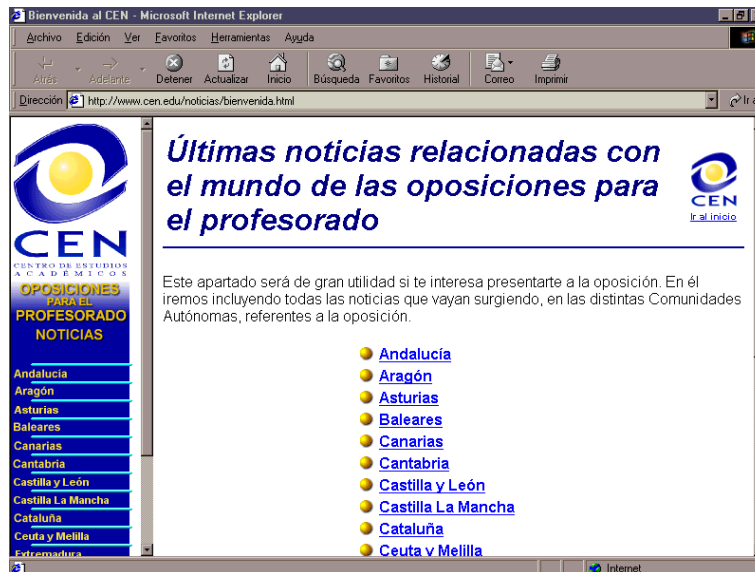 Bienvenida al CEN - Microsoft Internet Explorer
Archivo Edición Ver Favoritos Herramientas Ayuda
Atrás Adelante Detener Actualizar Inicio Búsqueda Favoritos Historial Correo Imprimir
Dirección http://www.cen.edu/noticias/bienvenida.html Ir a
CEN
CENTRO DE ESTUDIOS
ACADÉMICOS
OPOSICIONES
PARA EL
PROFESORADO
NOTICIAS
Andalucía
Aragón
Asturias
Baleares
Canarias
Cantabria
Castilla y León
Castilla La Mancha
Cataluña
Ceuta y Melilla
Extremadura
Últimas noticias relacionadas con
el mundo de las oposiciones para
el profesorado
CEN
Ir al inicio
Este apartado será de gran utilidad si te interesa presentarte a la oposición. En él
iremos incluyendo todas las noticias que vayan surgiendo, en las distintas Comunidades
Autónomas, referentes a la oposición.
Andalucía
Aragón
Asturias
Baleares
Canarias
Cantabria
Castilla y León
Castilla La Mancha
Cataluña
Ceuta y Melilla
Internet